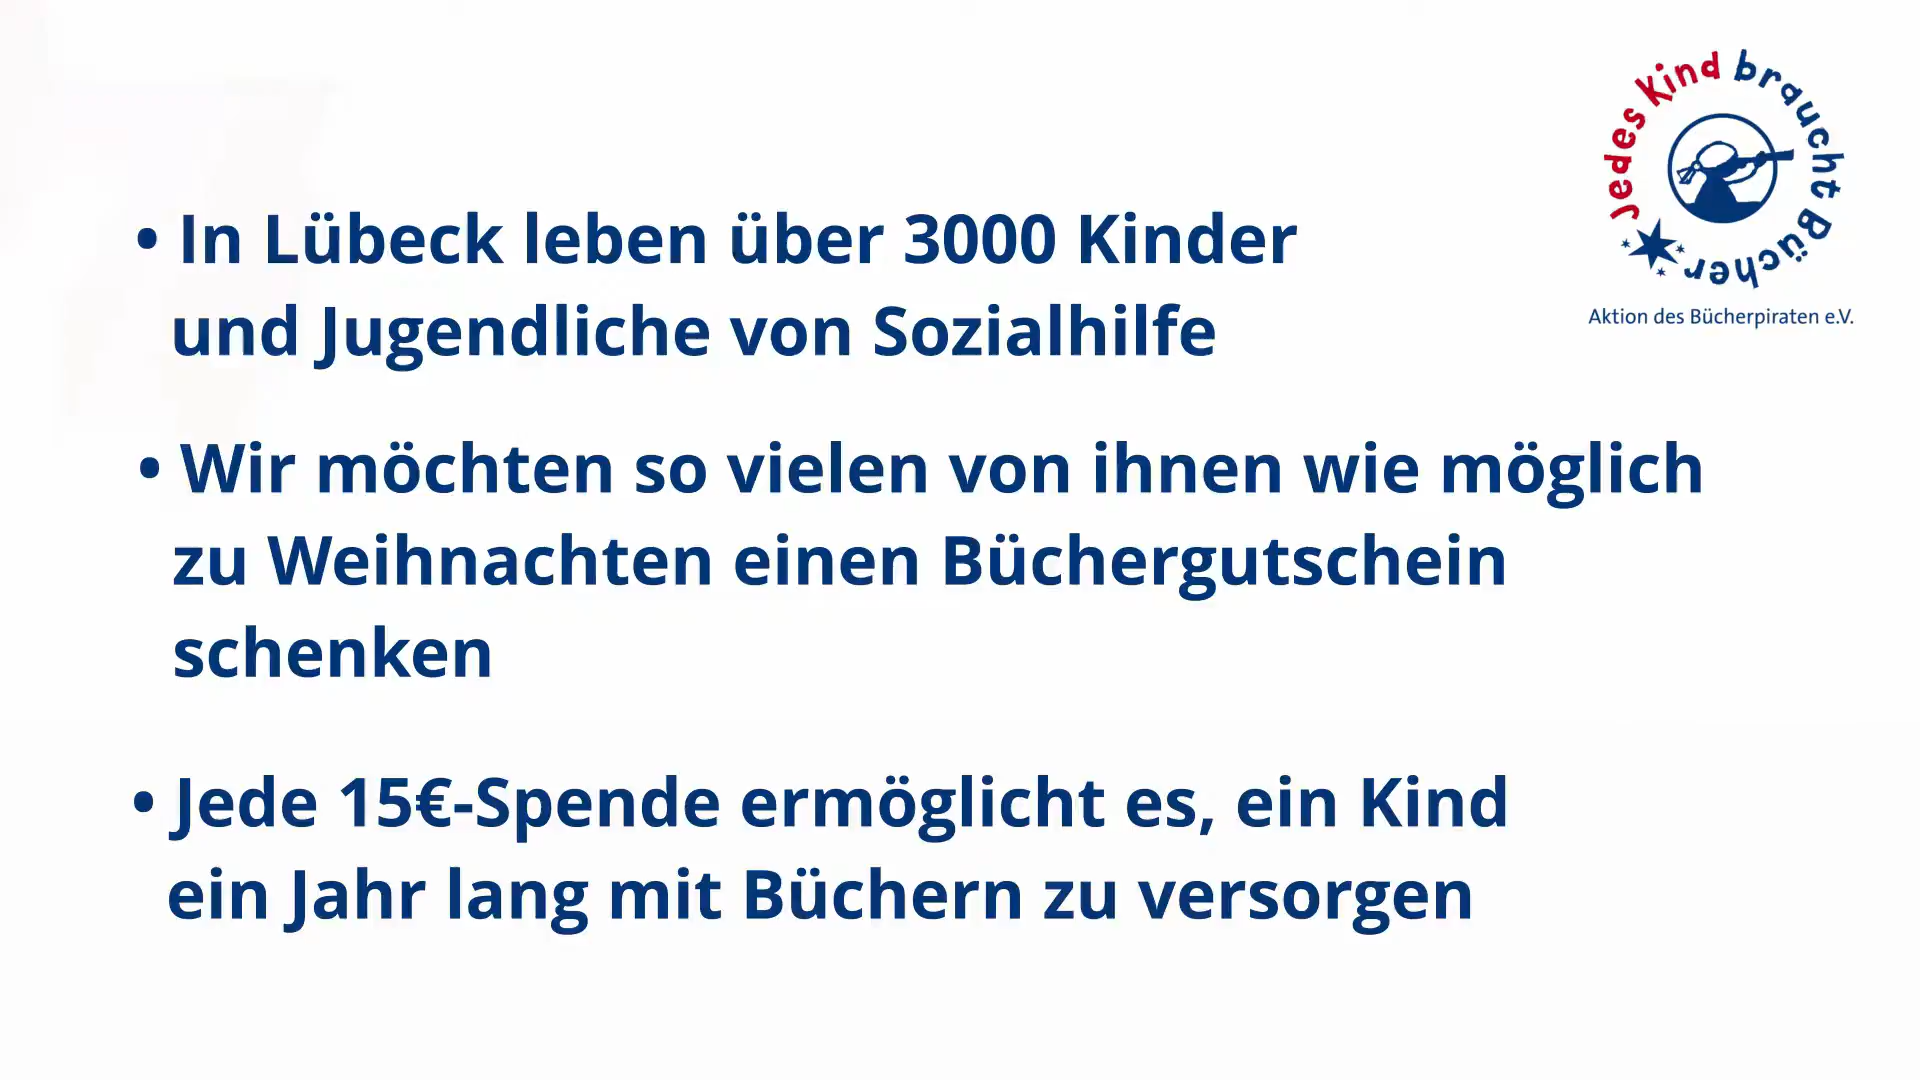 Jedes Kind braucht Bücher
Aktion des Bücherpiraten e.V.
• In Lübeck leben über 3000 Kinder
und Jugendliche von Sozialhilfe
• Wir möchten so vielen von ihnen wie möglich
zu Weihnachten einen Büchergutschein
schenken
• Jede 15€-Spende ermöglicht es, ein Kind
ein Jahr lang mit Büchern zu versorgen